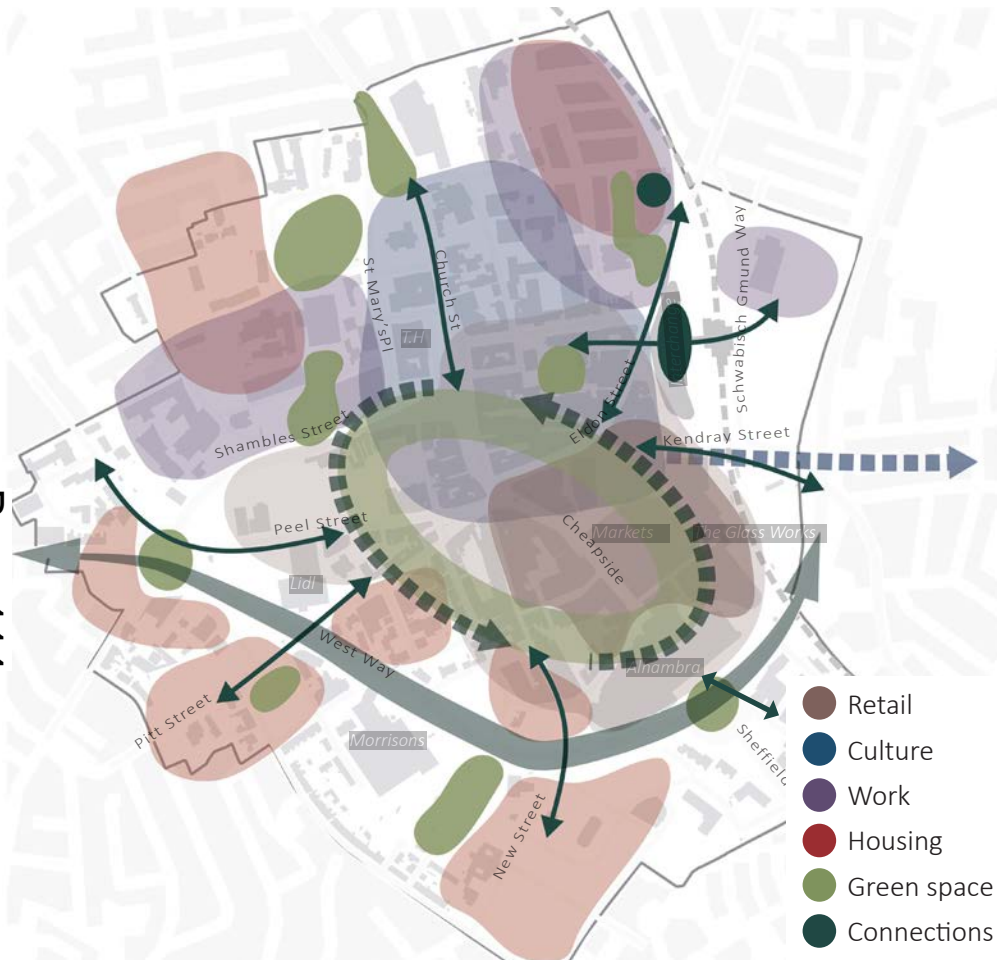 Schwabisch Gmund Way
Church St
St Mary'sPl
T.H
Interchange
Eldon Street
Kendray Street
Shambles Street
Peel Street
Markets
The Glass Works
Cheapside
Lidl
West Way
Alhambra
Pitt Street
Morrisons
Sheffield
New Street
Retail
Culture
Work
Housing
Green space
Connections